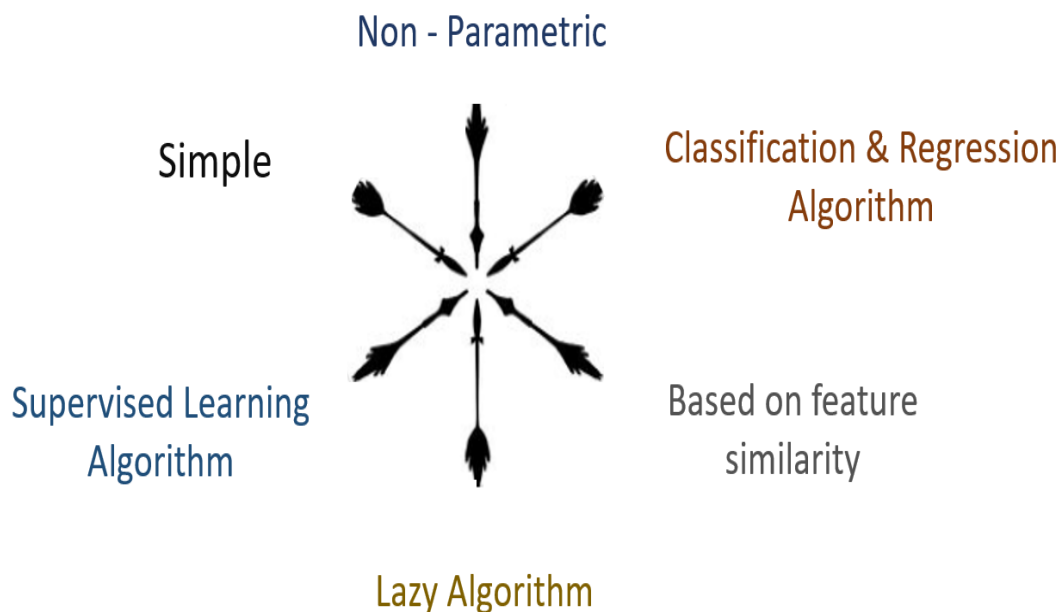 Non - Parametric
Simple
Classification & Regression
Algorithm
Supervised Learning
Algorithm
Based on feature
similarity
Lazy Algorithm